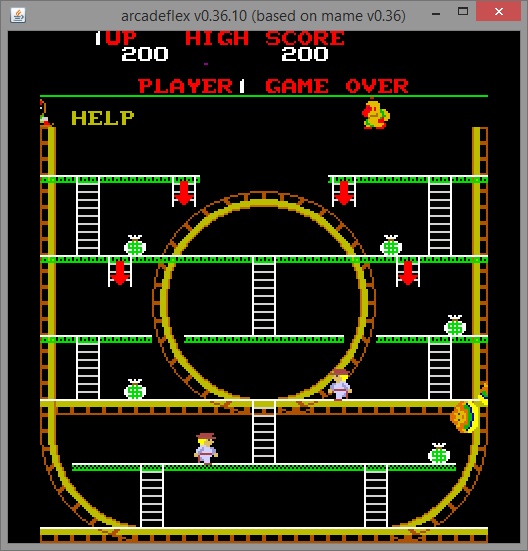 arcadeflex v0.36.10 (based on mame v0.36)
1UP HIGH SCORE
200 200
PLAYER1 GAME OVER
HELP